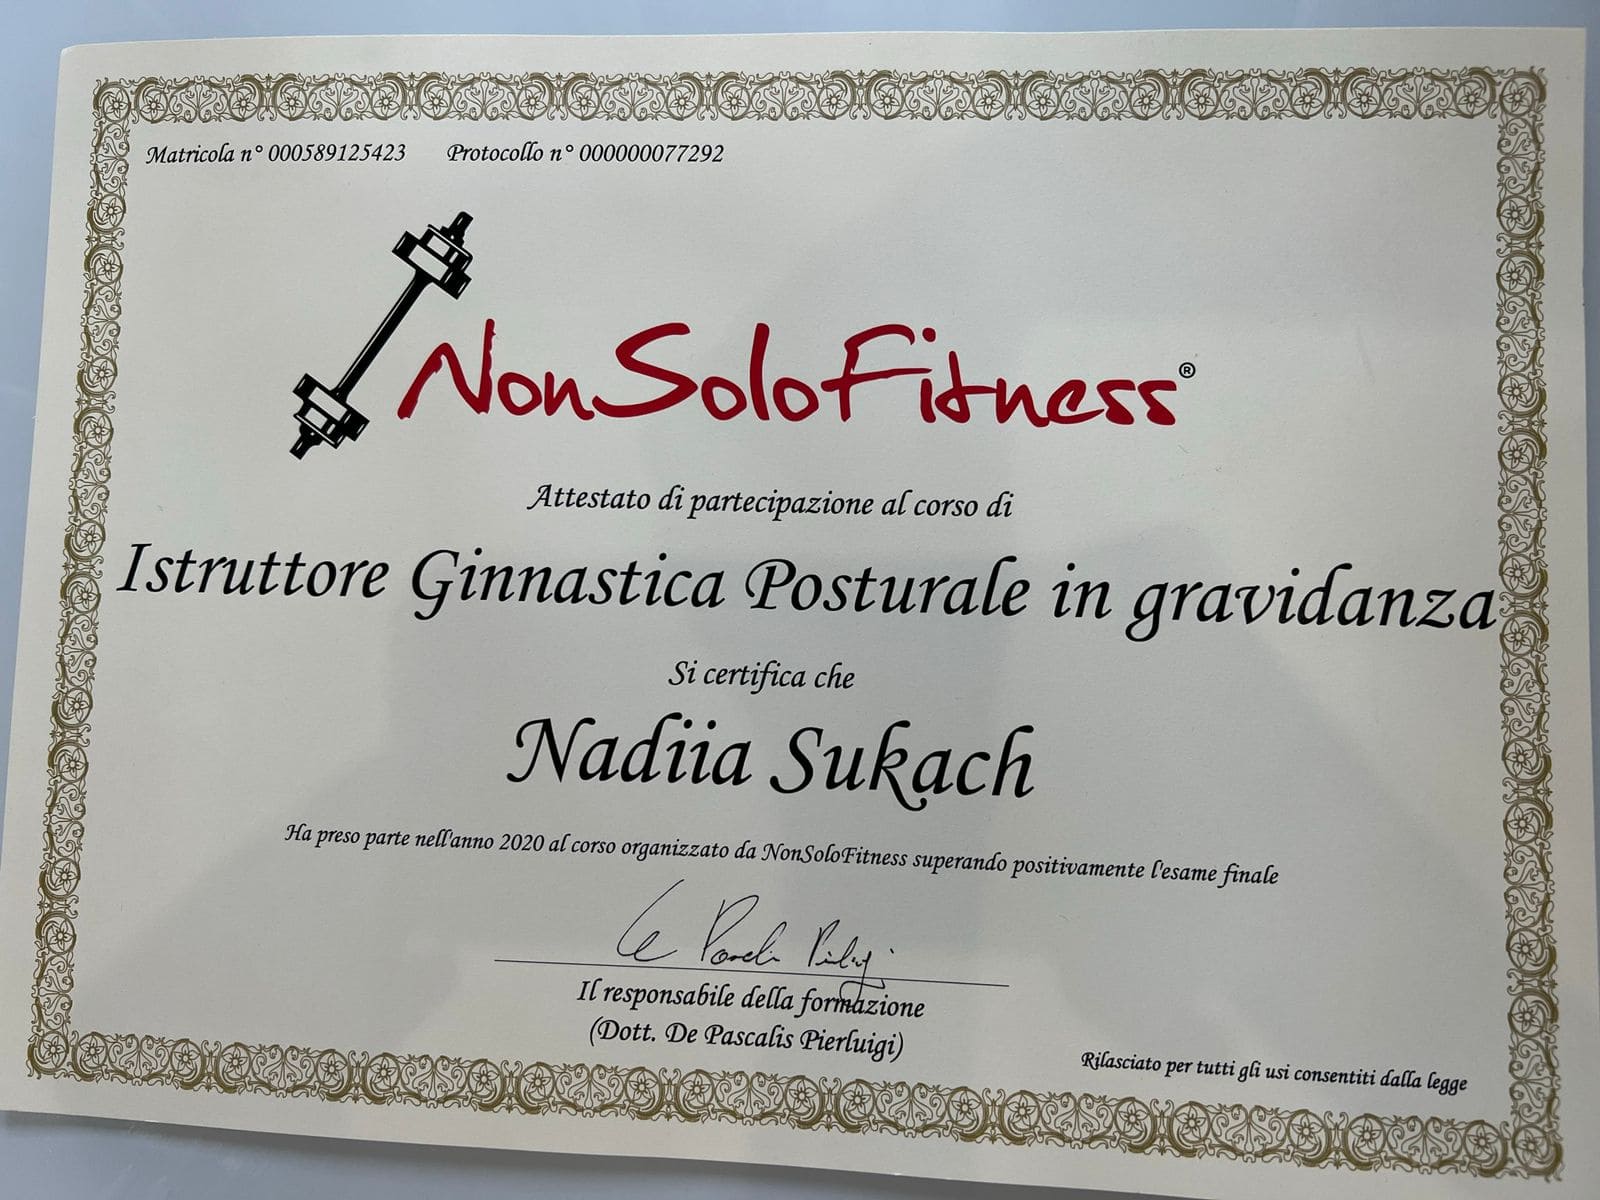 Matricola n° 000589125423 Protocollo n° 000000077292
NonSoloFitness®
Attestato di partecipazione al corso di
Istruttore Ginnastica Posturale in gravidanza
Si certifica che
Nadiia Sukach
Ha preso parte nell'anno 2020 al corso organizzato da NonSoloFitness superando positivamente l'esame finale
Il responsabile della formazione
(Dott. De Pascalis Pierluigi)
Rilasciato per tutti gli usi consentiti dalla legge